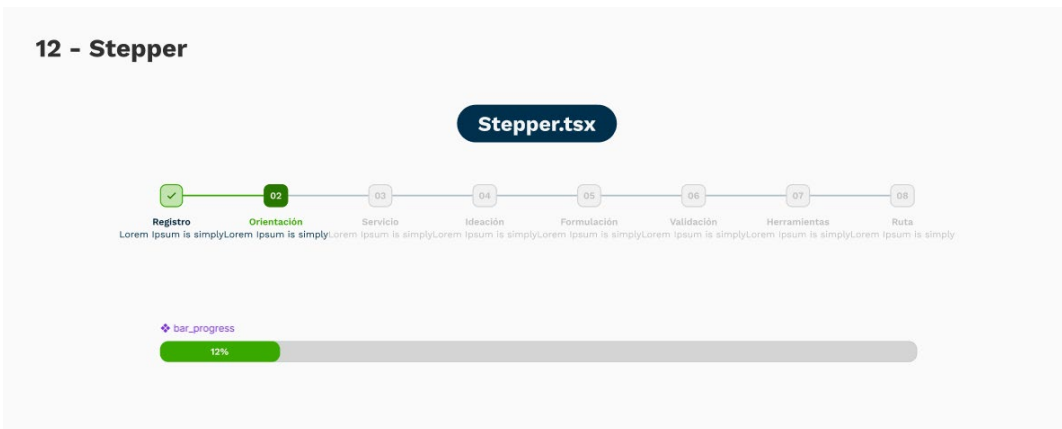 12 - Stepper
Stepper.tsx
02 03 04 05 06 07 08
Registro Orientación Servicio Ideación Formulación Validación Herramientas Ruta
Lorem Ipsum is simplyLorem Ipsum is simplyLorem Ipsum is simplyLorem Ipsum is simplyLorem Ipsum is simplyLorem Ipsum is simplyLorem Ipsum is simplyLorem Ipsum is simply
bar_progress
12%